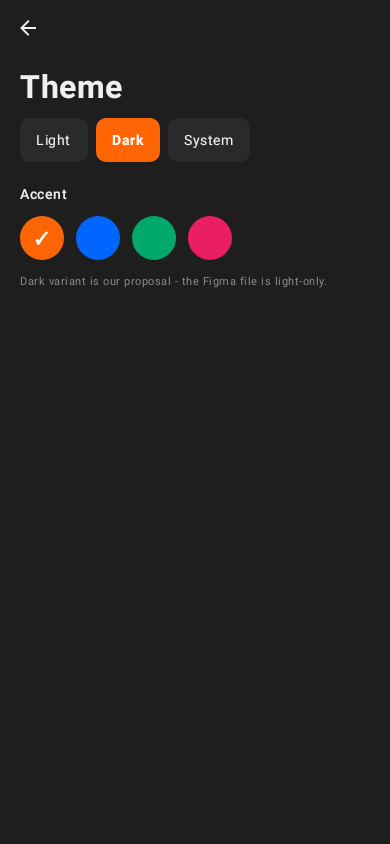 Theme
Light Dark System
Accent
✓
Dark variant is our proposal - the Figma file is light-only.